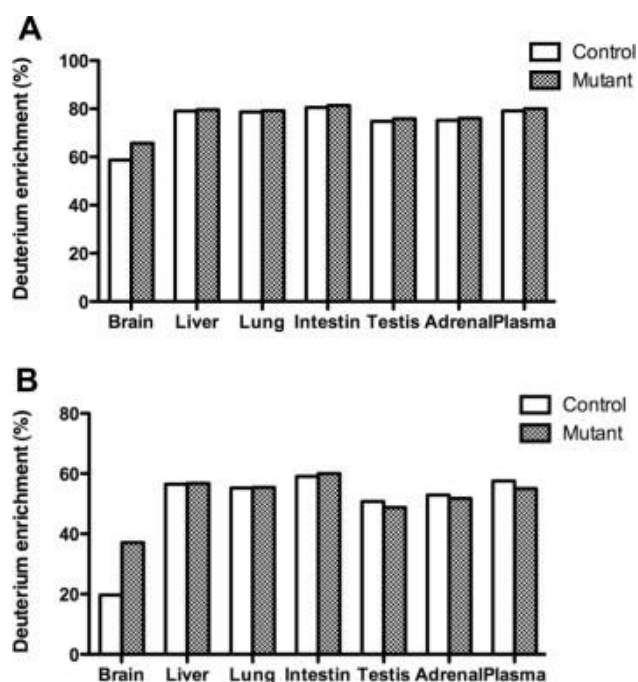 A
Control
Mutant
Deuterium enrichment (%)
100
80
60
40
20
0
Brain Liver Lung Intestin Testis AdrenalPlasma
B
Control
Mutant
Deuterium enrichment (%)
80
60
40
20
0
Brain Liver Lung Intestin Testis AdrenalPlasma